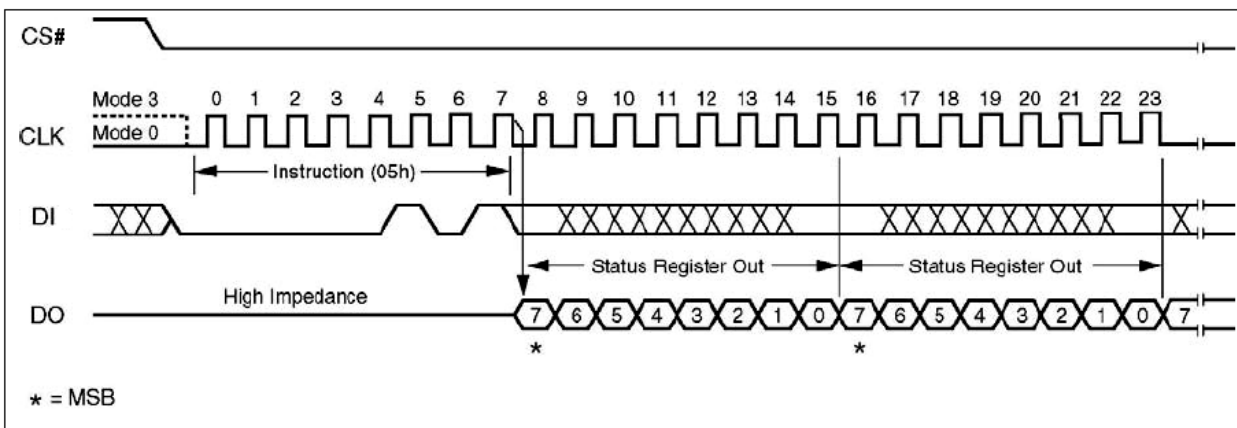 CS#
Mode 3 0 1 2 3 4 5 6 7 8 9 10 11 12 13 14 15 16 17 18 19 20 21 22 23
CLK Mode 0
Instruction (05h)
DI
Status Register Out Status Register Out
High Impedance
DO 7 6 5 4 3 2 1 0 7 6 5 4 3 2 1 0 7
* *
* = MSB